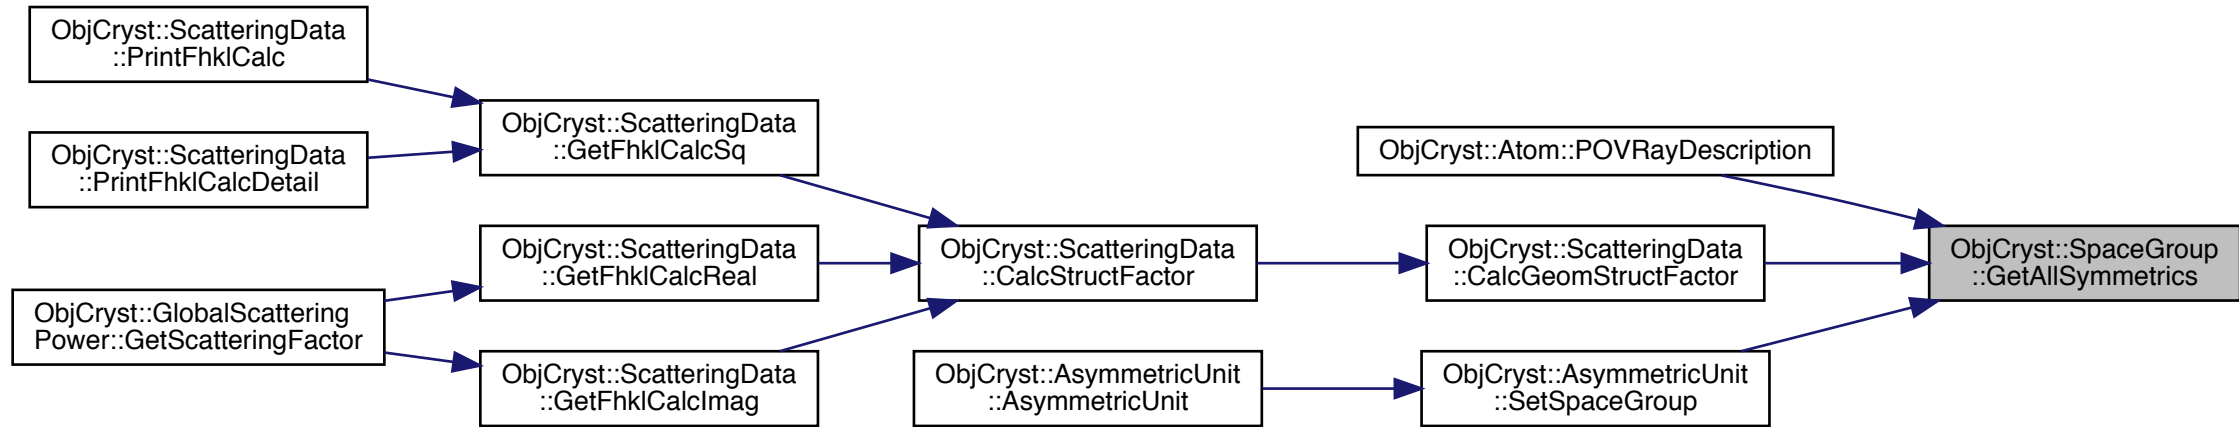 ObjCryst::ScatteringData
::PrintFhklCalc
ObjCryst::ScatteringData
::PrintFhklCalcDetail
ObjCryst::GlobalScattering
Power::GetScatteringFactor
ObjCryst::ScatteringData
::GetFhklCalcSq
ObjCryst::ScatteringData
::GetFhklCalcReal
ObjCryst::ScatteringData
::GetFhklCalcImag
ObjCryst::ScatteringData
::CalcStructFactor
ObjCryst::AsymmetricUnit
::AsymmetricUnit
ObjCryst::Atom::POVRayDescription
ObjCryst::ScatteringData
::CalcGeomStructFactor
ObjCryst::AsymmetricUnit
::SetSpaceGroup
ObjCryst::SpaceGroup
::GetAllSymmetrics